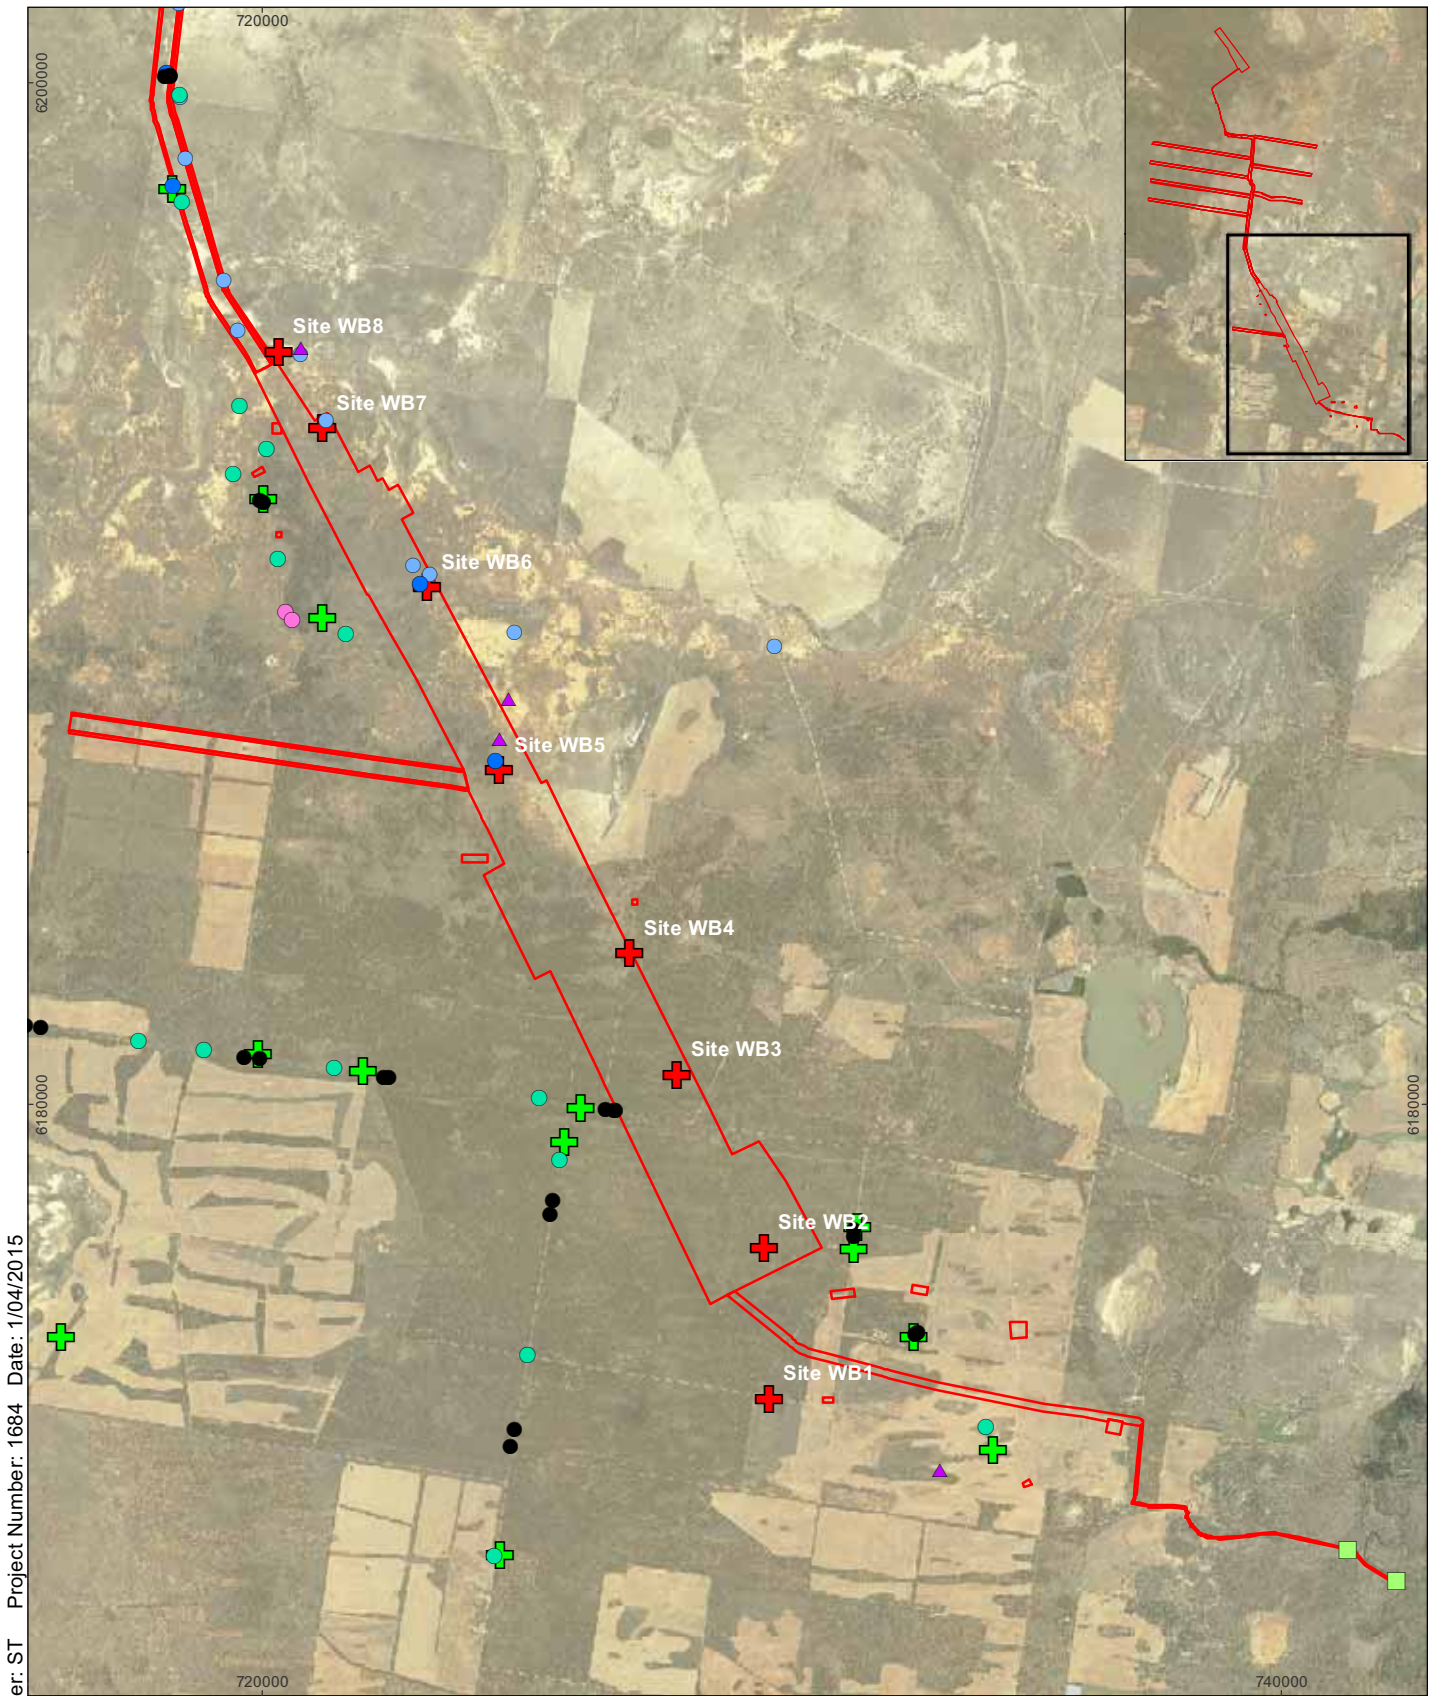 720000
6200000
Site WB8
Site WB7
Site WB6
Site WB5
Site WB4
Site WB3
6180000
6180000
Site WB2
Site WB1
er: ST Project Number: 1684 Date: 1/04/2015
720000
740000